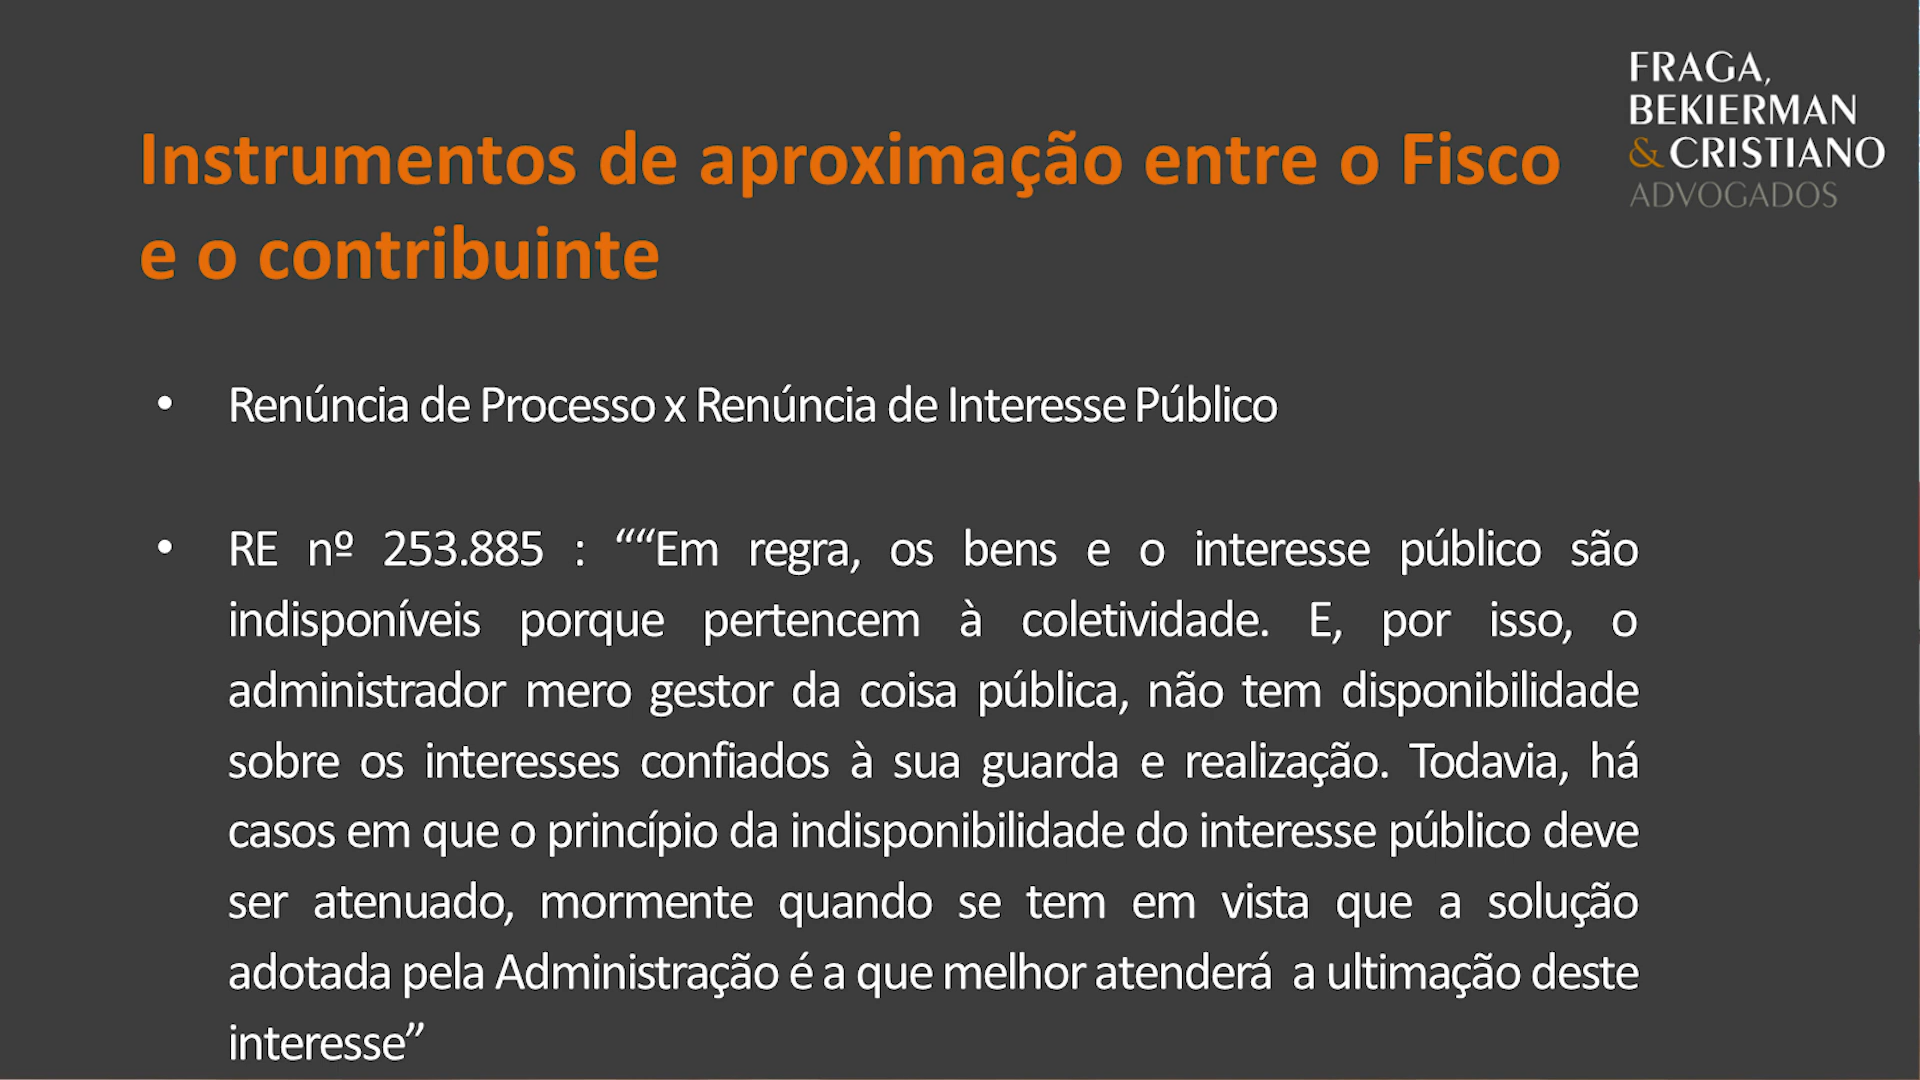 FRAGA,
BEKIERMAN
& CRISTIANO
ADVOGADOS
Instrumentos de aproximação entre o Fisco
e o contribuinte
• Renúncia de Processo x Renúncia de Interesse Público
• RE nº 253.885 : ““Em regra, os bens e o interesse público são
indisponíveis porque pertencem à coletividade. E, por isso, o
administrador mero gestor da coisa pública, não tem disponibilidade
sobre os interesses confiados à sua guarda e realização. Todavia, há
casos em que o princípio da indisponibilidade do interesse público deve
ser atenuado, mormente quando se tem em vista que a solução
adotada pela Administração é a que melhor atenderá a ultimação deste
interesse”